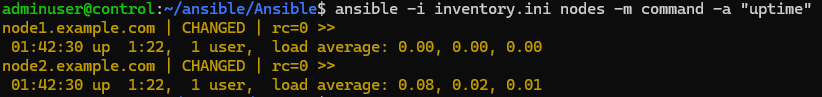 adminuser@control:~/ansible/Ansible$ ansible -i inventory.ini nodes -m command -a "uptime"
node1.example.com | CHANGED | rc=0 >>
 01:42:30 up  1:22,  1 user,  load average: 0.00, 0.00, 0.00
node2.example.com | CHANGED | rc=0 >>
 01:42:30 up  1:22,  1 user,  load average: 0.08, 0.02, 0.01